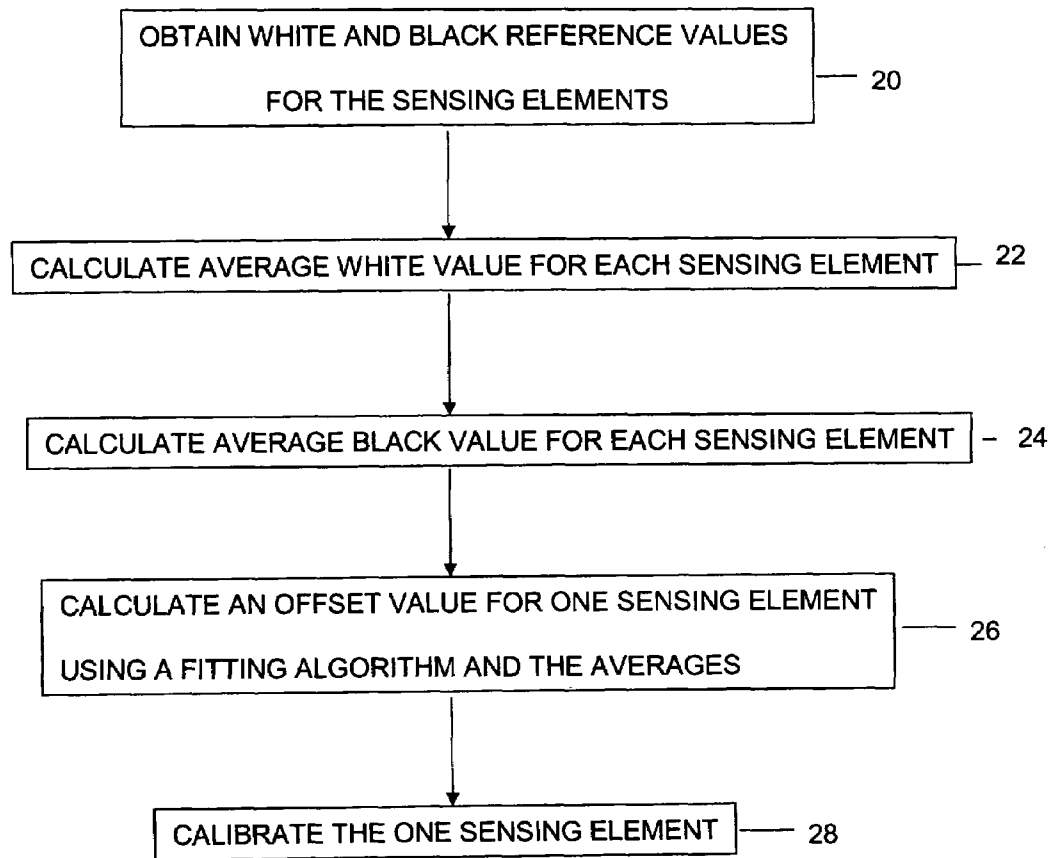 OBTAIN WHITE AND BLACK REFERENCE VALUES
FOR THE SENSING ELEMENTS
20
CALCULATE AVERAGE WHITE VALUE FOR EACH SENSING ELEMENT
22
CALCULATE AVERAGE BLACK VALUE FOR EACH SENSING ELEMENT
24
CALCULATE AN OFFSET VALUE FOR ONE SENSING ELEMENT
USING A FITTING ALGORITHM AND THE AVERAGES
26
CALIBRATE THE ONE SENSING ELEMENT
28